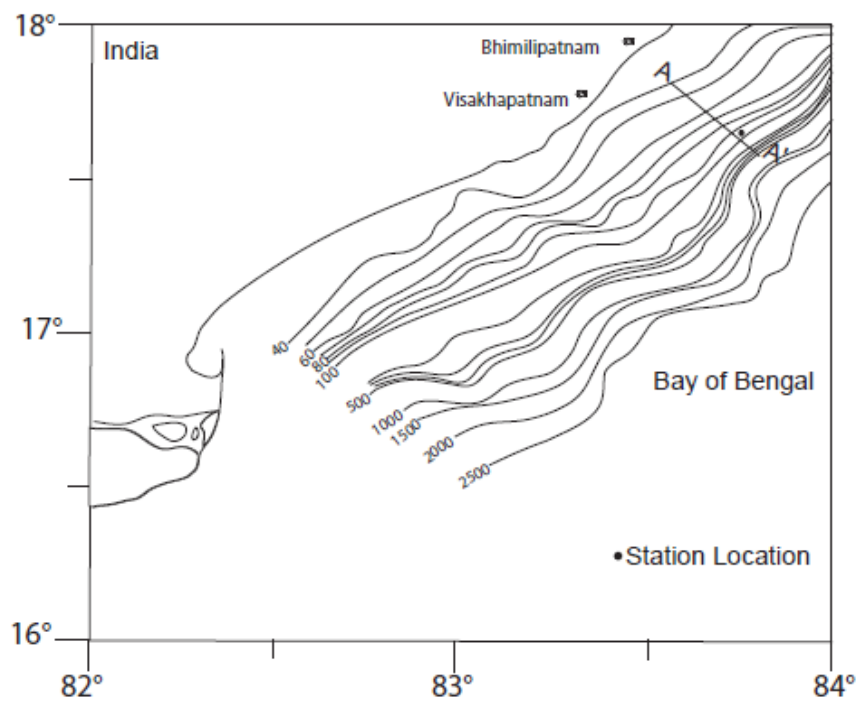 18°
India
Bhimilipatnam
A
Visakhapatnam
A'
17°
40
60
80
100
500
1000
1500
2000
2500
Bay of Bengal
Station Location
16°
82°
83°
84°